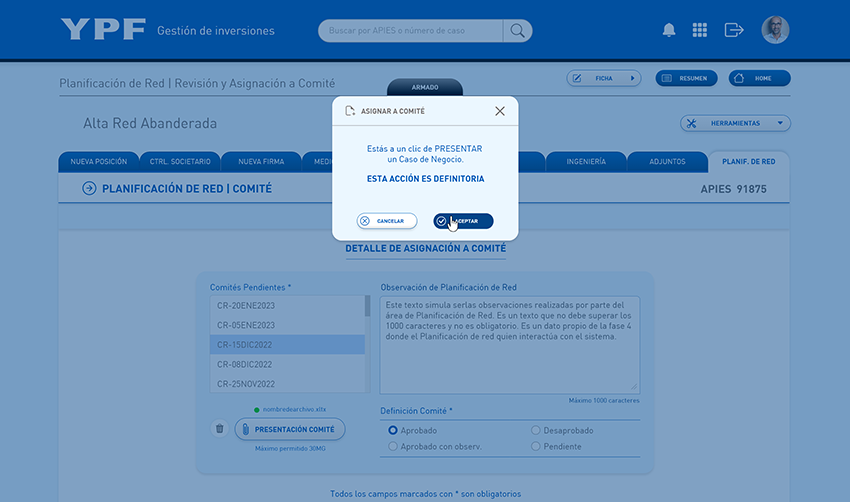 YPF Gestión de inversiones
Buscar por APIES o número de caso
Planificación de Red | Revisión y Asignación a Comité
FICHA
RESUMEN
HOME
ARMADO
ASIGNAR A COMITÉ
Alta Red Abanderada
HERRAMIENTAS
Estás a un clic de PRESENTAR
un Caso de Negocio.
ESTA ACCIÓN ES DEFINITORIA
CANCELAR
ACEPTAR
NUEVA POSICIÓN
CTRL. SOCIETARIO
NUEVA FIRMA
INGENIERÍA
ADJUNTOS
PLANIF. DE RED
PLANIFICACIÓN DE RED | COMITÉ
APIES 91875
DETALLE DE ASIGNACIÓN A COMITÉ
Comités Pendientes *
CR-20ENE2023
CR-05ENE2023
CR-15DIC2022
CR-08DIC2022
CR-25NOV2022
nombredearchivo.xlta
PRESENTACIÓN COMITÉ
Máximo permitido 30MG
Observación de Planificación de Red
Este texto simula serlas observaciones realizadas por parte del
área de Planificación de Red. Es un texto que no debe superar los
1000 caracteres y no es obligatorio. Es un dato propio de la fase 4
donde el Planificación de red quien interactúa con el sistema.
Máximo 1000 caracteres
Definición Comité *
Aprobado
Desaprobado
Aprobado con observ.
Pendiente
Todos los campos marcados con * son obligatorios